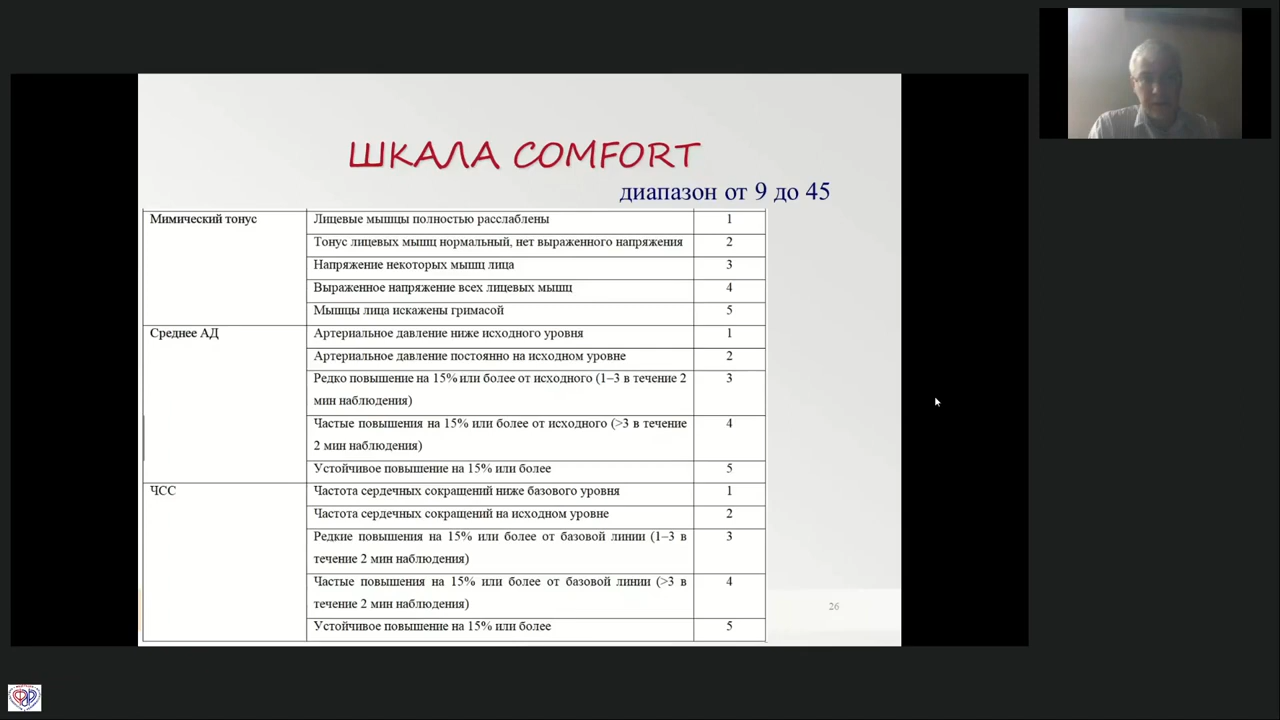 ШКАЛА COMFORT
диапазон от 9 до 45
Мимический тонус Лицевые мышцы полностью расслаблены 1
Тонус лицевых мышц нормальный, нет выраженного напряжения 2
Напряжение некоторых мышц лица 3
Выраженное напряжение всех лицевых мышц 4
Мышцы лица искажены гримасой 5
Среднее АД Артериальное давление ниже исходного уровня 1
Артериальное давление постоянно на исходном уровне 2
Редко повышение на 15% или более от исходного (1–3 в течение 2 3
мин наблюдения)
Частые повышения на 15% или более от исходного (>3 в течение 4
2 мин наблюдения)
Устойчивое повышение на 15% или более 5
ЧСС Частота сердечных сокращений ниже базового уровня 1
Частота сердечных сокращений на исходном уровне 2
Редкие повышения на 15% или более от базовой линии (1–3 в 3
течение 2 мин наблюдения)
Частые повышения на 15% или более от базовой линии (>3 в 4
течение 2 мин наблюдения)
Устойчивое повышение на 15% или более 5
26